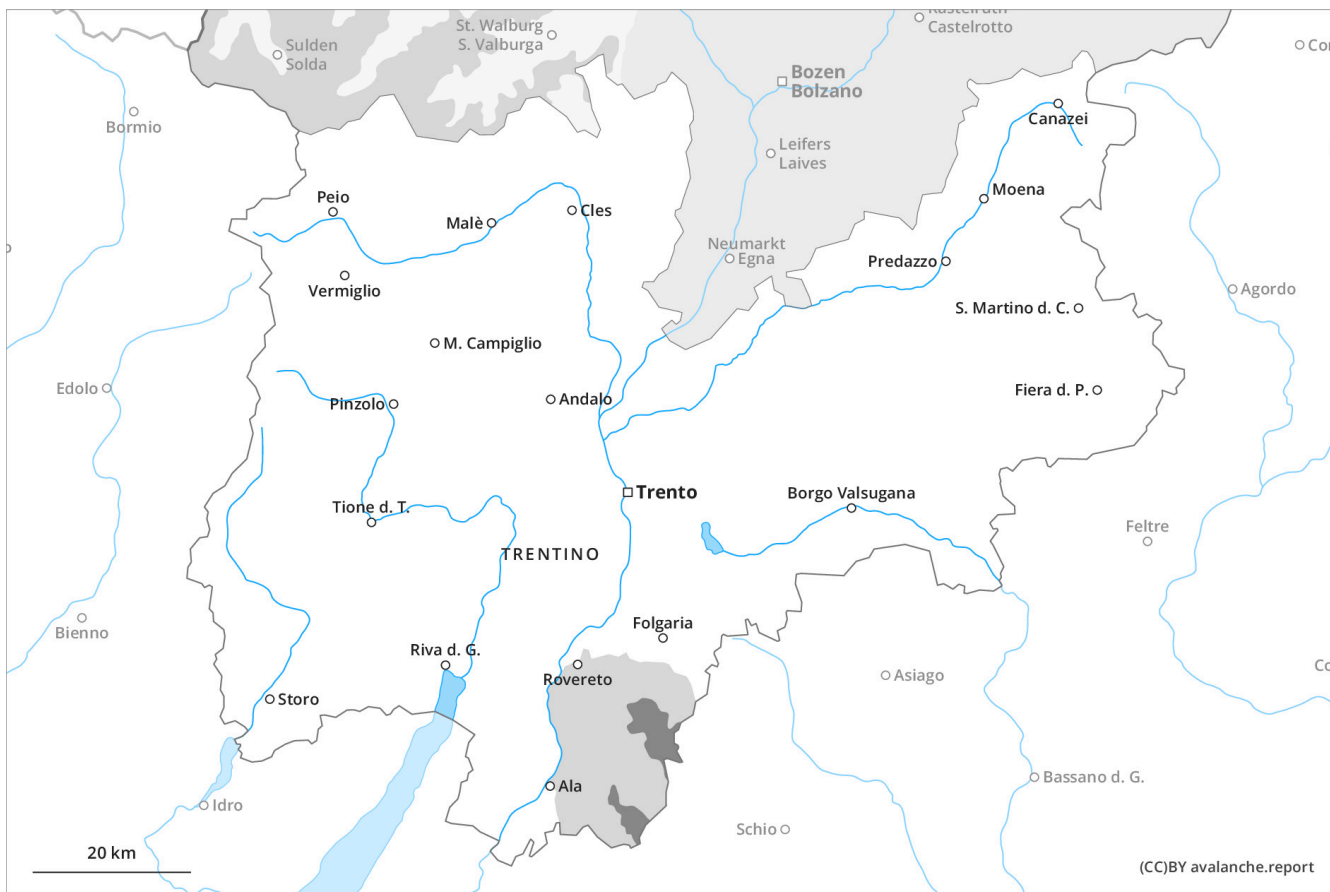 Kastelruth
Castelrotto
St. Walburg
S. Valburga
Sulden
Solda
Bozen
Bolzano
Bormio
Canazei
Leifers
Laives
Moena
Peio
Malè
Cles
Neumarkt
Egna
Predazzo
Vermiglio
Agordo
S. Martino d. C.
M. Campiglio
Edolo
Pinzolo
Andalo
Fiera d. P.
Trento
Borgo Valsugana
Tione d. T.
Feltre
TRENTINO
Bienno
Folgaria
Riva d. G.
Rovereto
Asiago
Storo
Bassano d. G.
Ala
Idro
Schio
20 km
(CC)BY avalanche.report